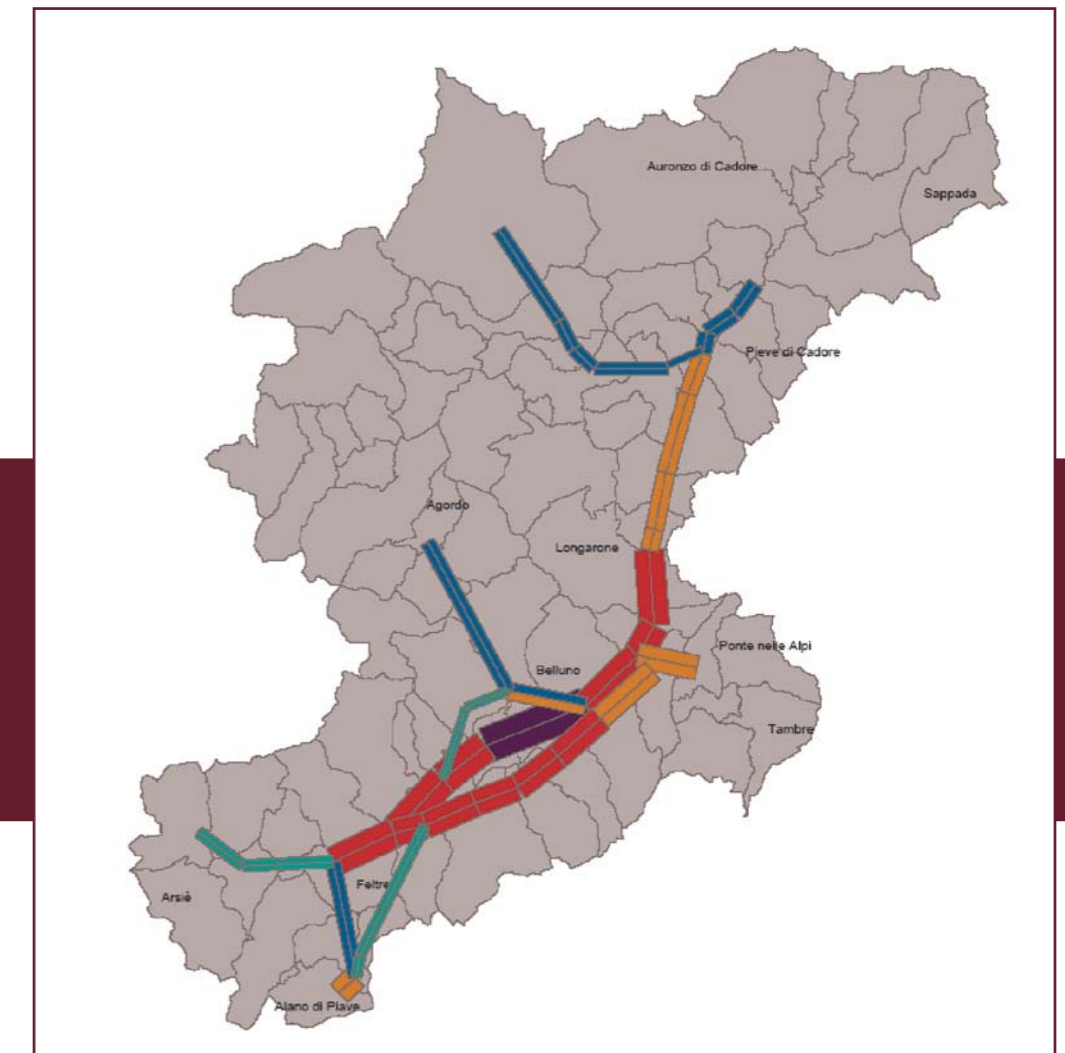 Auronzo di Cadore
Sappada
Pieve di Cadore
Agordo
Longarone
Ponte nelle Alpi
Belluno
Tambre
Feltre
Arsiè
Alano di Piave